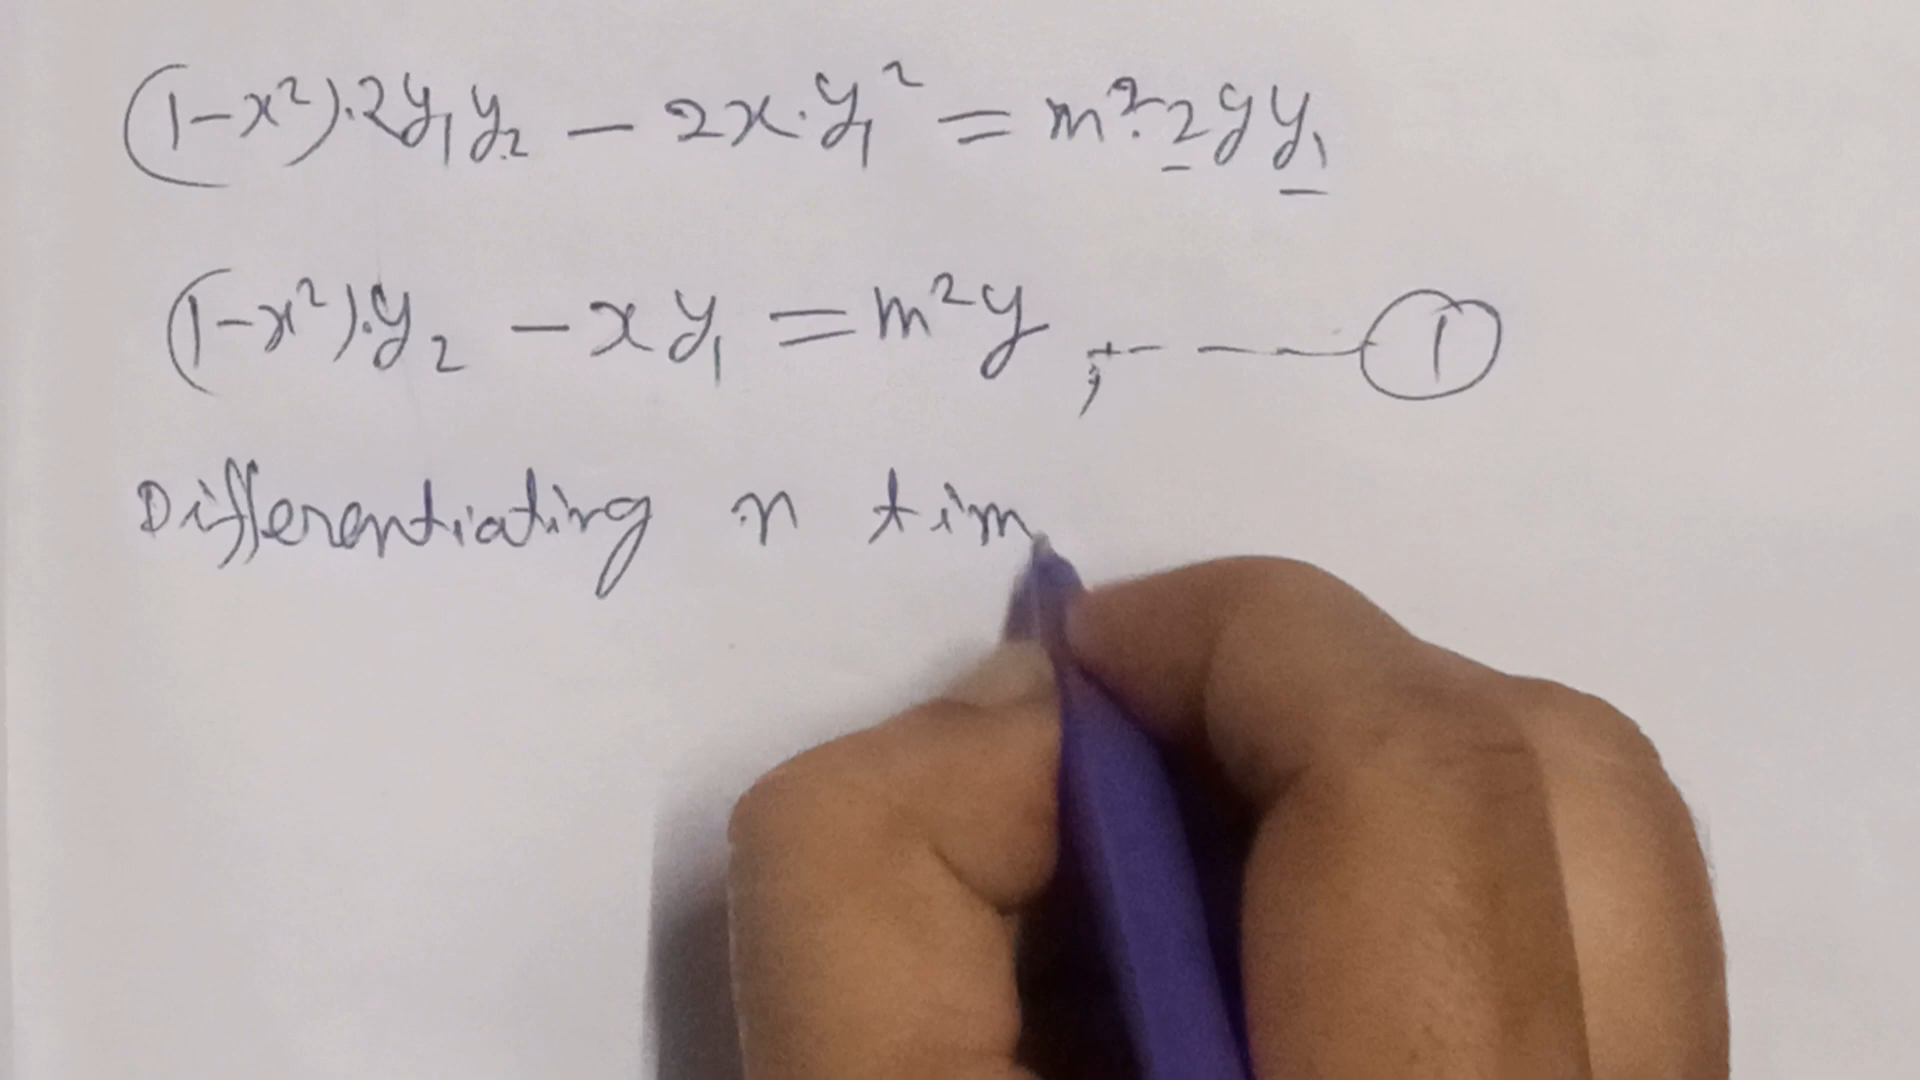 (1-x²).2y₁y₂ - 2x.y₁² = m².2yy₁
(1-x²).y₂ - xy₁ = m²y, ------ ①
Differentiating n tim